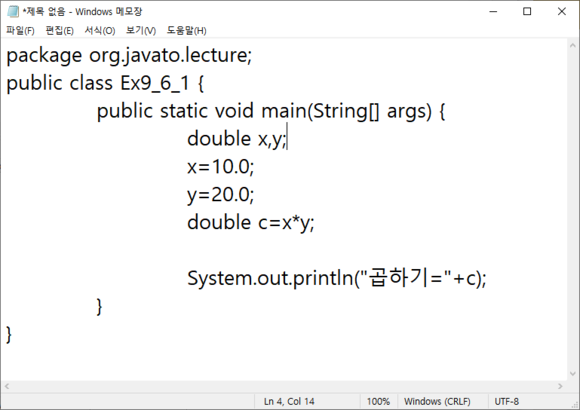 *제목 없음 - Windows 메모장
파일(F) 편집(E) 서식(O) 보기(V) 도움말(H)
package org.javato.lecture;
public class Ex9_6_1 {
public static void main(String[] args) {
double x,y;
x=10.0;
y=20.0;
double c=x*y;
System.out.println("곱하기="+c);
}
}
Ln 4, Col 14 100% Windows (CRLF) UTF-8